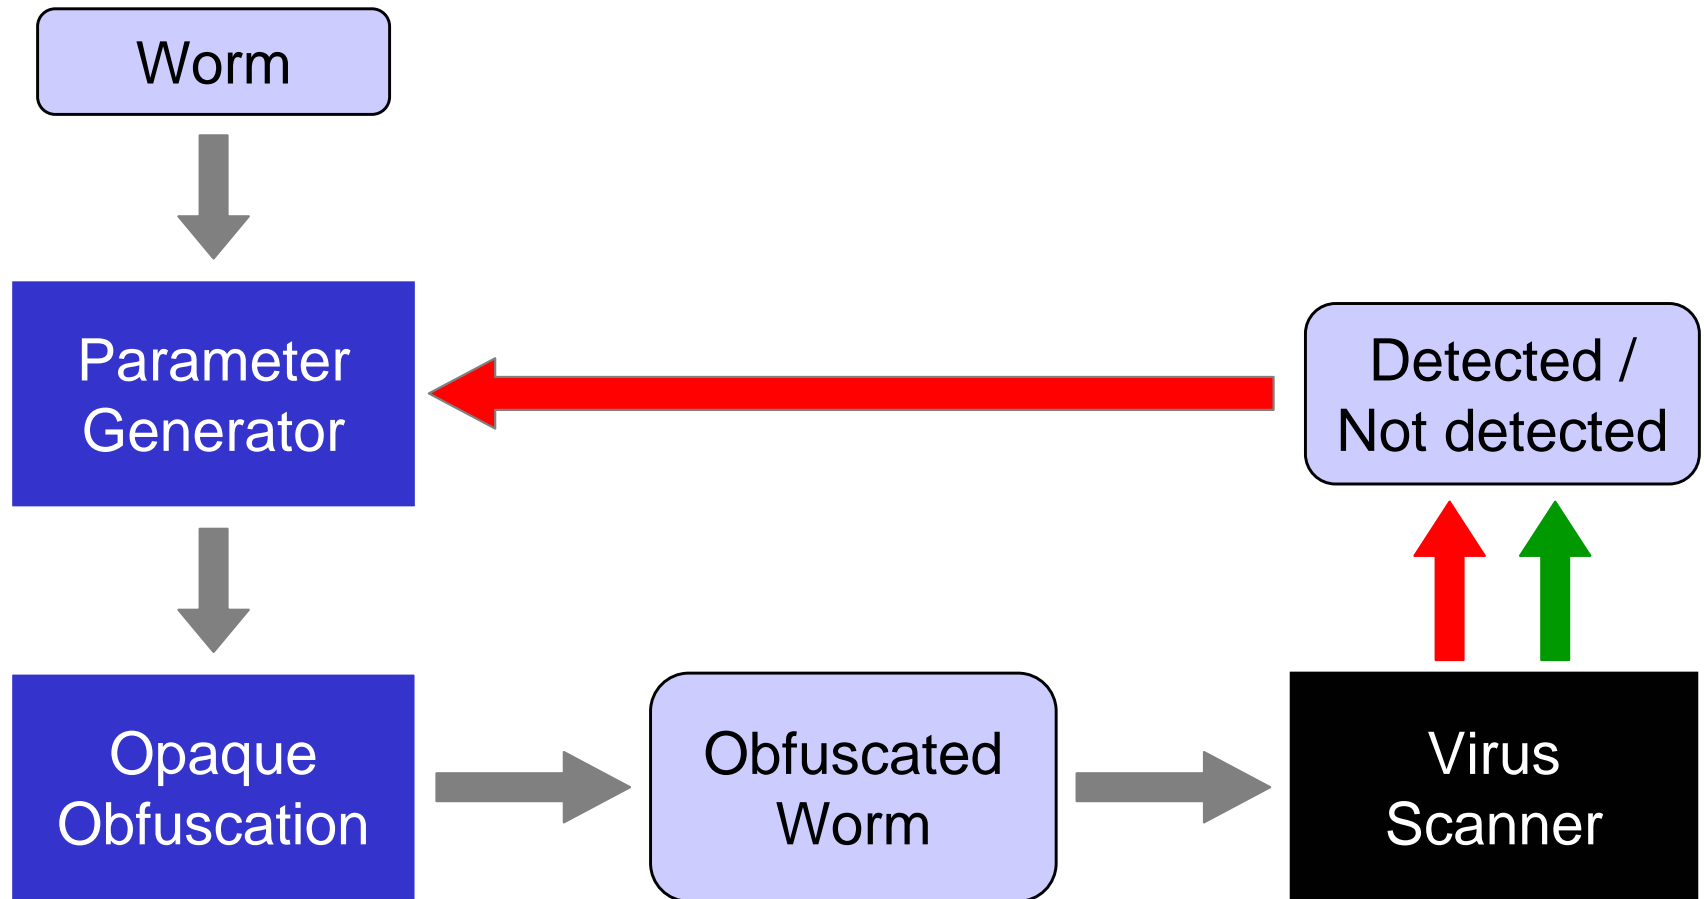 Worm
Parameter
Generator
Detected /
Not detected
Opaque
Obfuscation
Obfuscated
Worm
Virus
Scanner